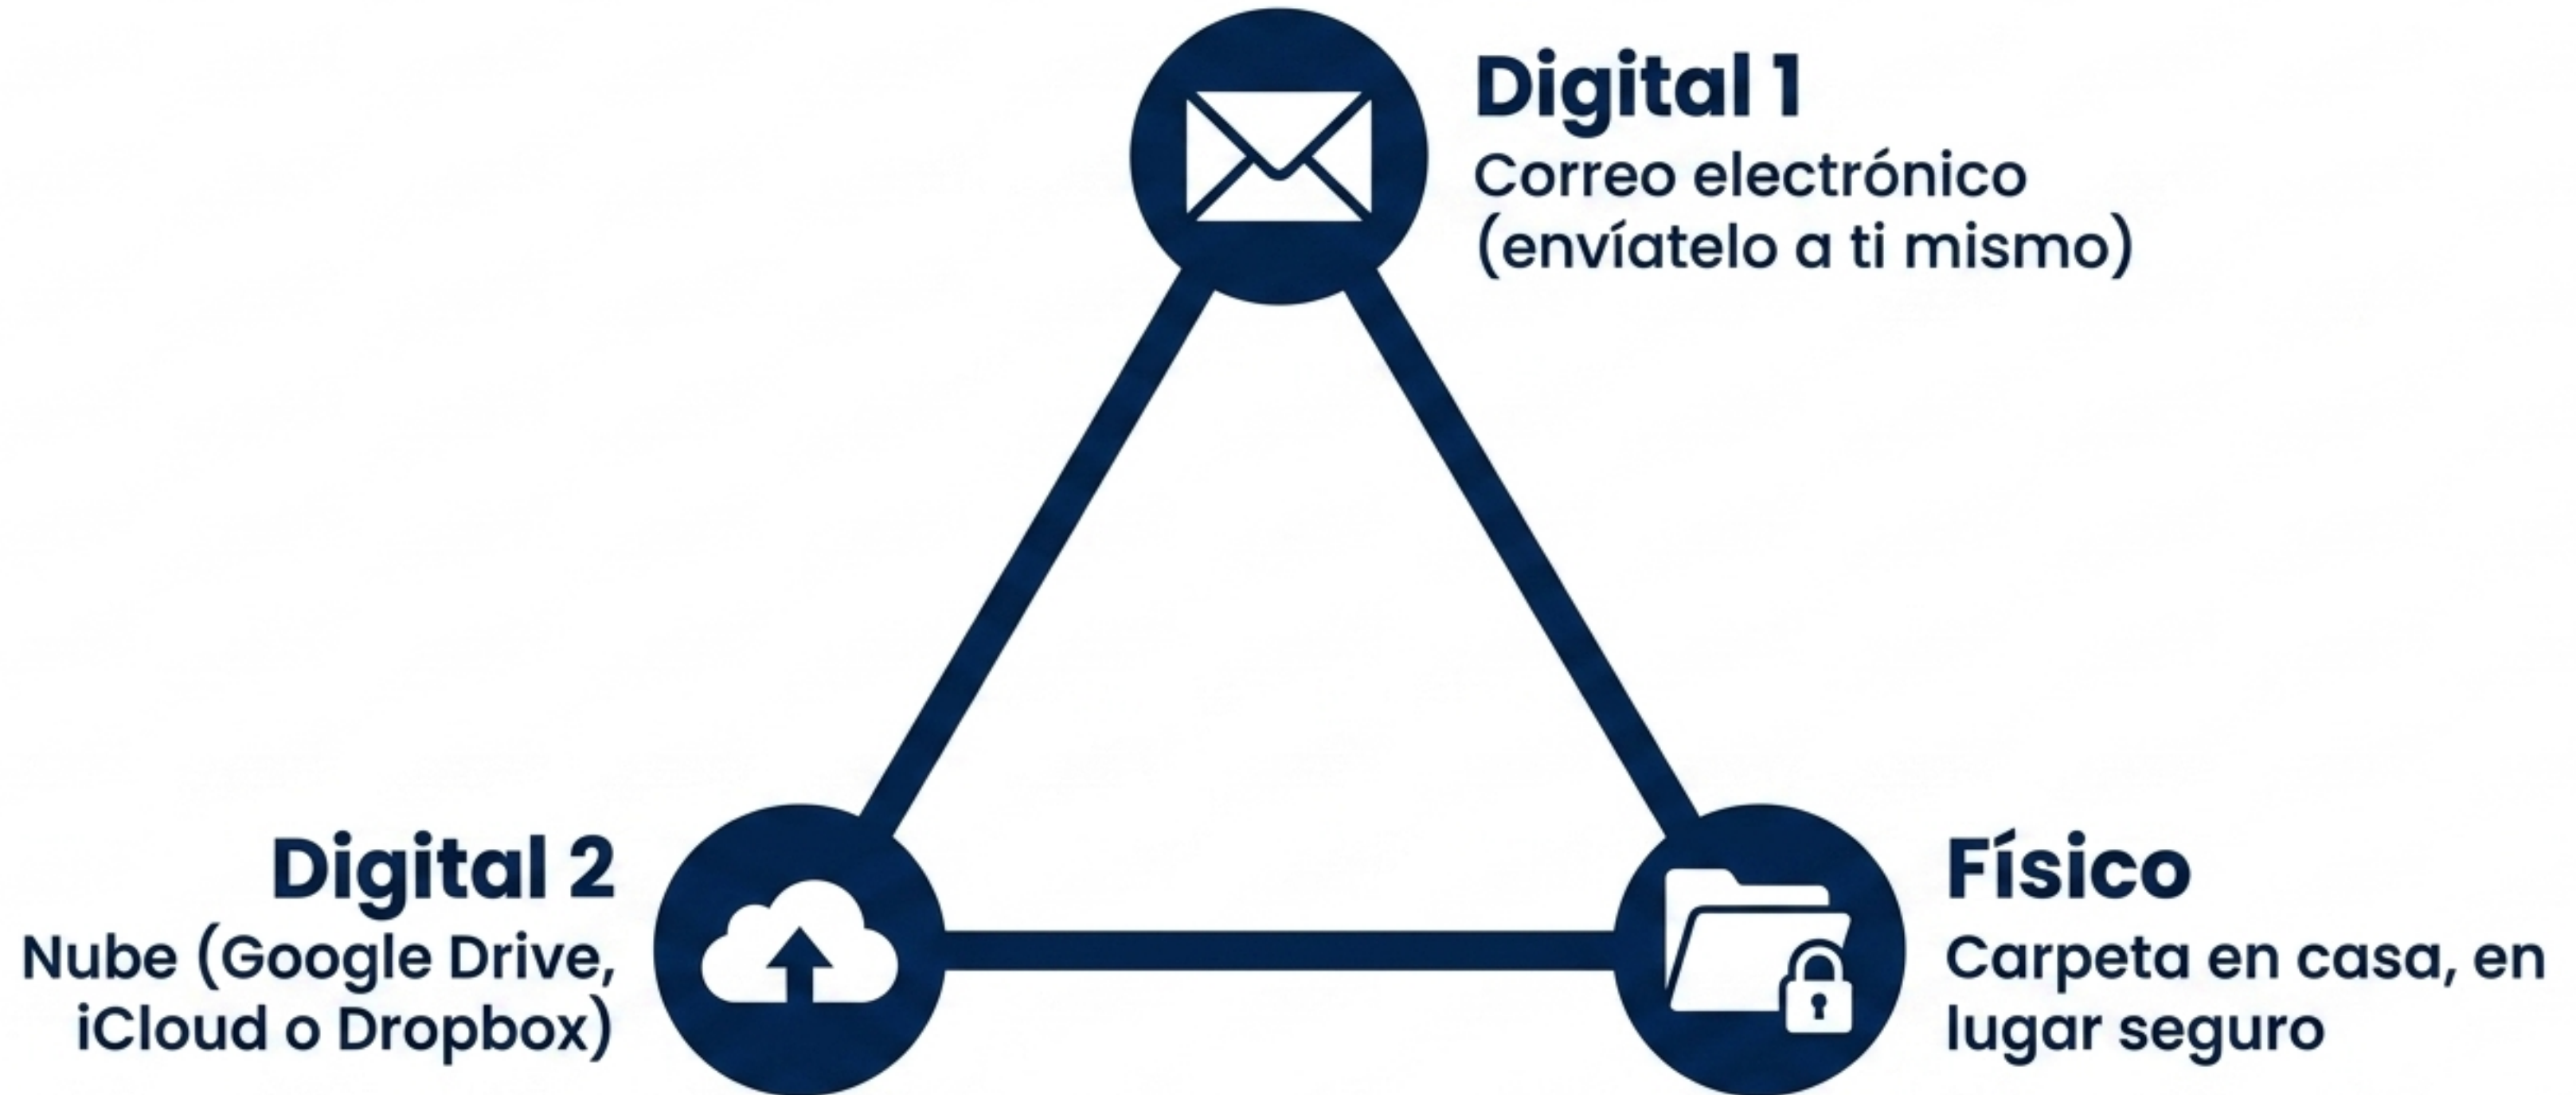 Digital 1
Correo electrónico
(envíatelo a ti mismo)
Digital 2
Nube (Google Drive,
iCloud o Dropbox)
Físico
Carpeta en casa, en
lugar seguro